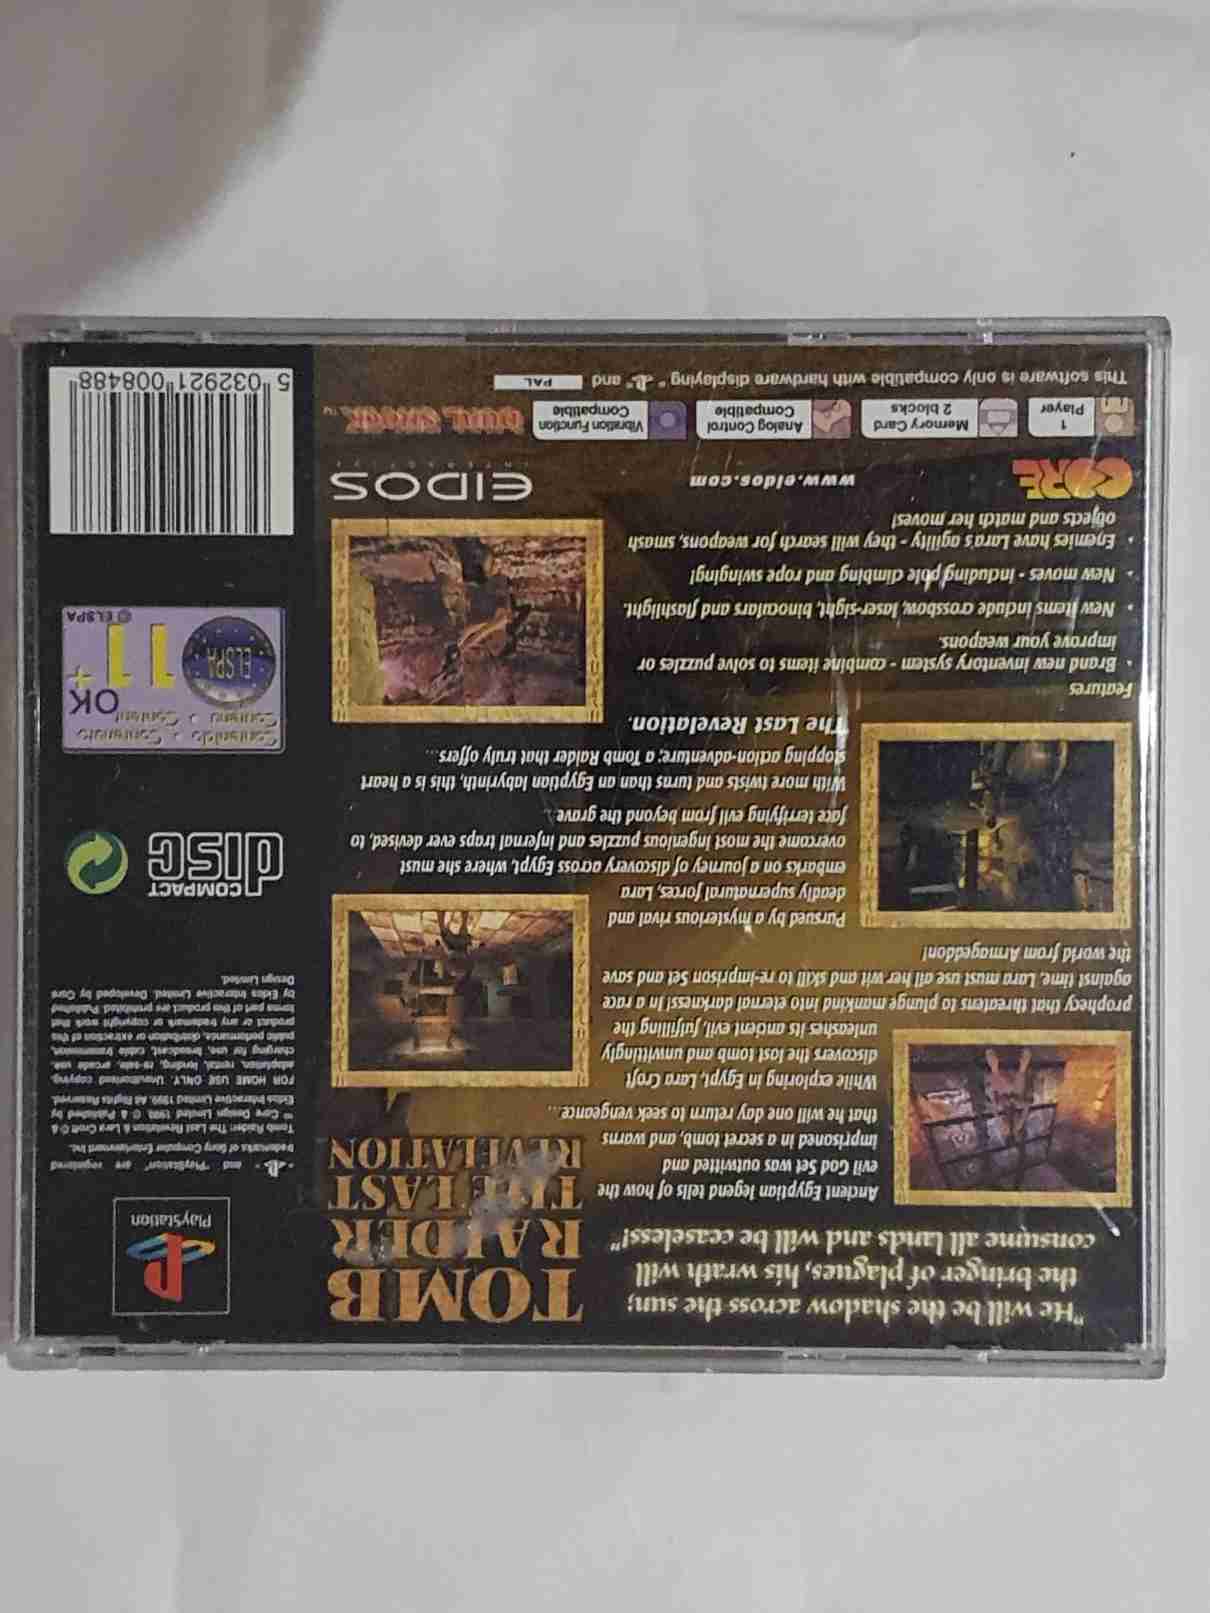 "He will be the shadow across the sun;
the bringer of plagues, his wrath will
consume all lands and will be ceaseless!"
TOMB
RAIDER
THE LAST
REVELATION
Ancient Egyptian legend tells of how the
evil God Set was outwitted and
imprisoned in a secret tomb, and warns
that he will one day return to seek vengeance...
While exploring in Egypt, Lara Croft
discovers the lost tomb and unwittingly
unleashes its ancient evil, fulfilling the
prophecy that threatens to plunge mankind into eternal darkness! In a race
against time, Lara must use all her wit and skill to re-imprison Set and save
the world from Armageddon!
Pursued by a mysterious rival and
deadly supernatural forces, Lara
embarks on a journey of discovery across Egypt, where she must
overcome the most ingenious puzzles and infernal traps ever devised, to
face terrifying evil from beyond the grave...
With more twists and turns than an Egyptian labyrinth, this is a heart
stopping action-adventure; a Tomb Raider that truly offers...
The Last Revelation.
Features
• Brand new inventory system - combine items to solve puzzles or
improve your weapons.
• New items include crossbow, laser-sight, binoculars and flashlight.
• New moves - including pole climbing and rope swinging!
• Enemies have Lara's agility - they will search for weapons, smash
objects and match her moves!
CORE
www.eidos.com
EIDOS
INTERACTIVE
1
Player
Memory Card
2 blocks
Analog Control
Compatible
Vibration Function
Compatible
DUAL SHOCK™
This software is only compatible with hardware displaying " " and PAL
PlayStation
" " and "PlayStation" are registered
trademarks of Sony Computer Entertainment Inc.
Tomb Raider: The Last Revelation & Lara Croft © &
™ Core Design Limited 1999. © & Published by
Eidos Interactive Limited 1999. All Rights Reserved.
FOR HOME USE ONLY. Unauthorised copying,
adaptation, rental, lending, re-sale, arcade use,
charging for use, broadcast, cable transmission,
public performance, distribution or extraction of this
product or any trademark or copyright work that
forms part of this product are prohibited. Published
by Eidos Interactive Limited. Developed by Core
Design Limited.
COMPACT
disc
Contenido • Contenuto
Contenu • Content
OK
ELSPA
11+
© ELSPA
5 032921 008488